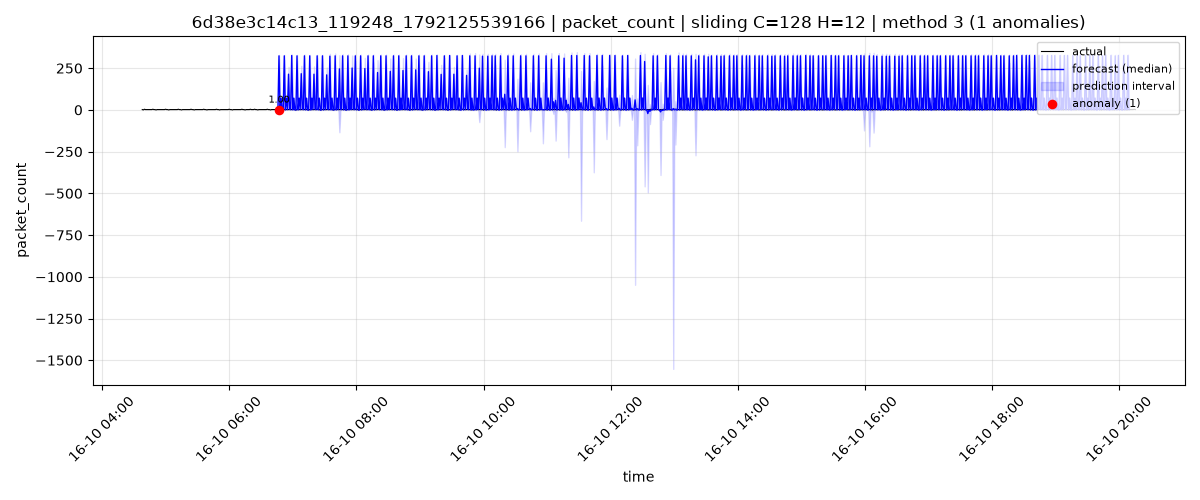 6d38e3c14c13_119248_1792125539166 | packet_count | sliding C=128 H=12 | method 3 (1 anomalies)
packet_count
250
0
−250
−500
−750
−1000
−1250
−1500
actual
forecast (median)
prediction interval
anomaly (1)
16-10 04:00
16-10 06:00
16-10 08:00
16-10 10:00
16-10 12:00
16-10 14:00
16-10 16:00
16-10 18:00
16-10 20:00
time